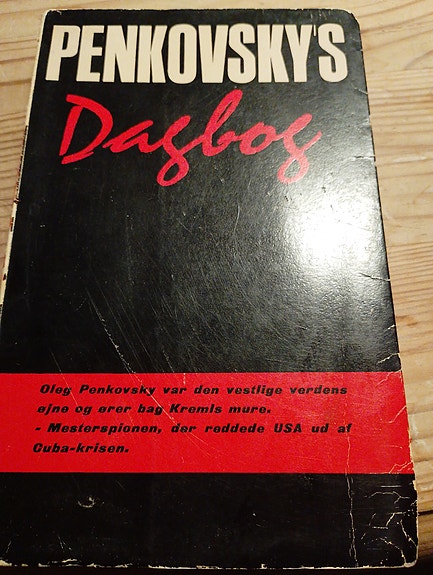 PENKOVSKY'S
Dagbog
Oleg Penkovsky var den vestlige verdens
øjne og ører bag Kremls mure.
- Mesterspionen, der reddede USA ud af
Cuba-krisen.